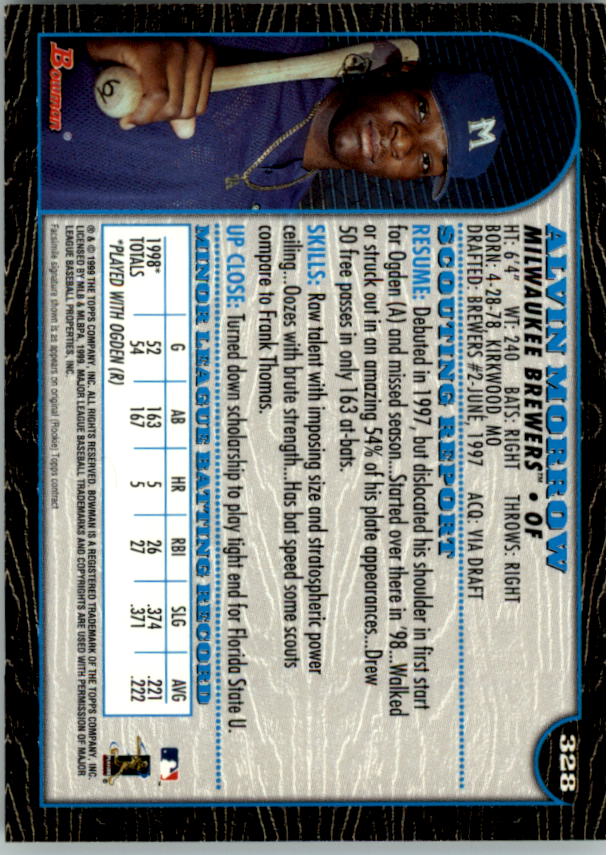 328
ALVIN MORROW
MILWAUKEE BREWERS™ • OF
HT: 6'4" WT: 240 BATS: RIGHT THROWS: RIGHT
BORN: 4-28-78, KIRKWOOD, MO
DRAFTED: BREWERS #2-JUNE, 1997 ACQ: VIA DRAFT
SCOUTING REPORT
RESUME: Debuted in 1997, but dislocated his shoulder in first start
for Ogden (A) and missed season...Started over there in '98...Walked
or struck out in an amazing 54% of his plate appearances...Drew
50 free passes in only 163 at-bats.
SKILLS: Raw talent with imposing size and stratospheric power
ceiling...Oozes with brute strength...Has bat speed some scouts
compare to Frank Thomas.
UP CLOSE: Turned down scholarship to play tight end for Florida State U.
MINOR LEAGUE BATTING RECORD
G AB HR RBI SLG AVG
1998* 52 163 5 26 .374 .221
TOTALS 54 167 5 27 .371 .222
*PLAYED WITH OGDEN (R)
® & © 1999 THE TOPPS COMPANY, INC. ALL RIGHTS RESERVED. BOWMAN IS A REGISTERED TRADEMARK OF THE TOPPS COMPANY, INC.
LICENSED BY MLB & MLBPA, 1999. MAJOR LEAGUE BASEBALL TRADEMARKS AND COPYRIGHTS ARE USED WITH PERMISSION OF MAJOR
LEAGUE BASEBALL PROPERTIES, INC.
Facsimile signature shown is as appears on original (Rookie) Topps contract
Bowman®
M